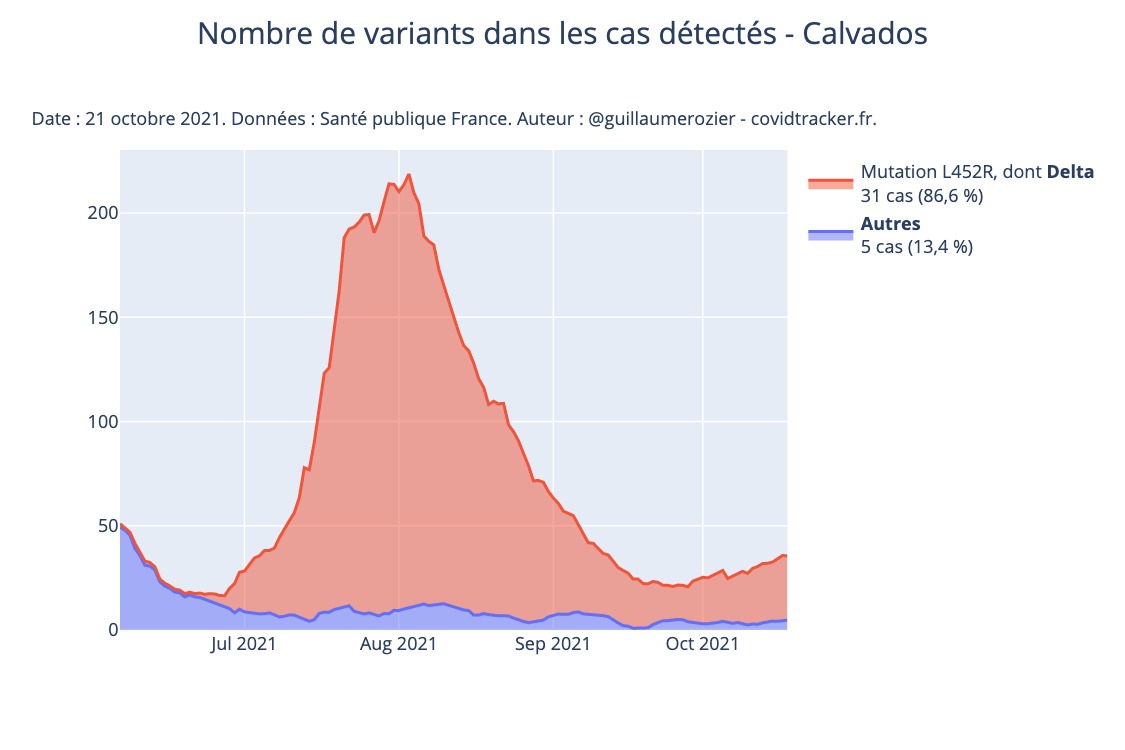 Nombre de variants dans les cas détectés - Calvados
Date : 21 octobre 2021. Données : Santé publique France. Auteur : @guillaumerozier - covidtracker.fr.
Mutation L452R, dont Delta
31 cas (86,6 %)
Autres
5 cas (13,4 %)
200
150
100
50
0
Jul 2021
Aug 2021
Sep 2021
Oct 2021